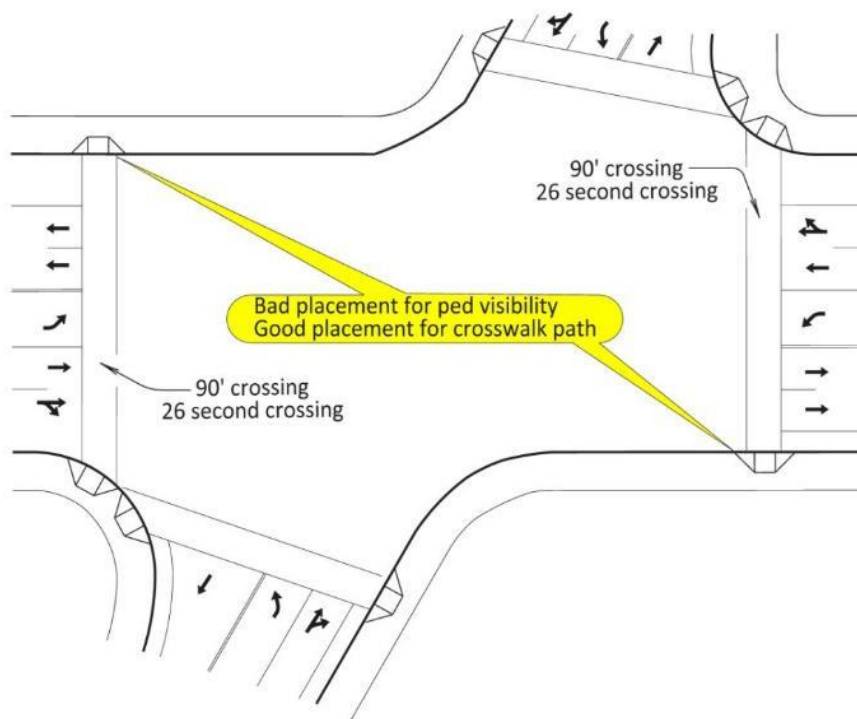 90' crossing
26 second crossing
Bad placement for ped visibility
Good placement for crosswalk path
90' crossing
26 second crossing